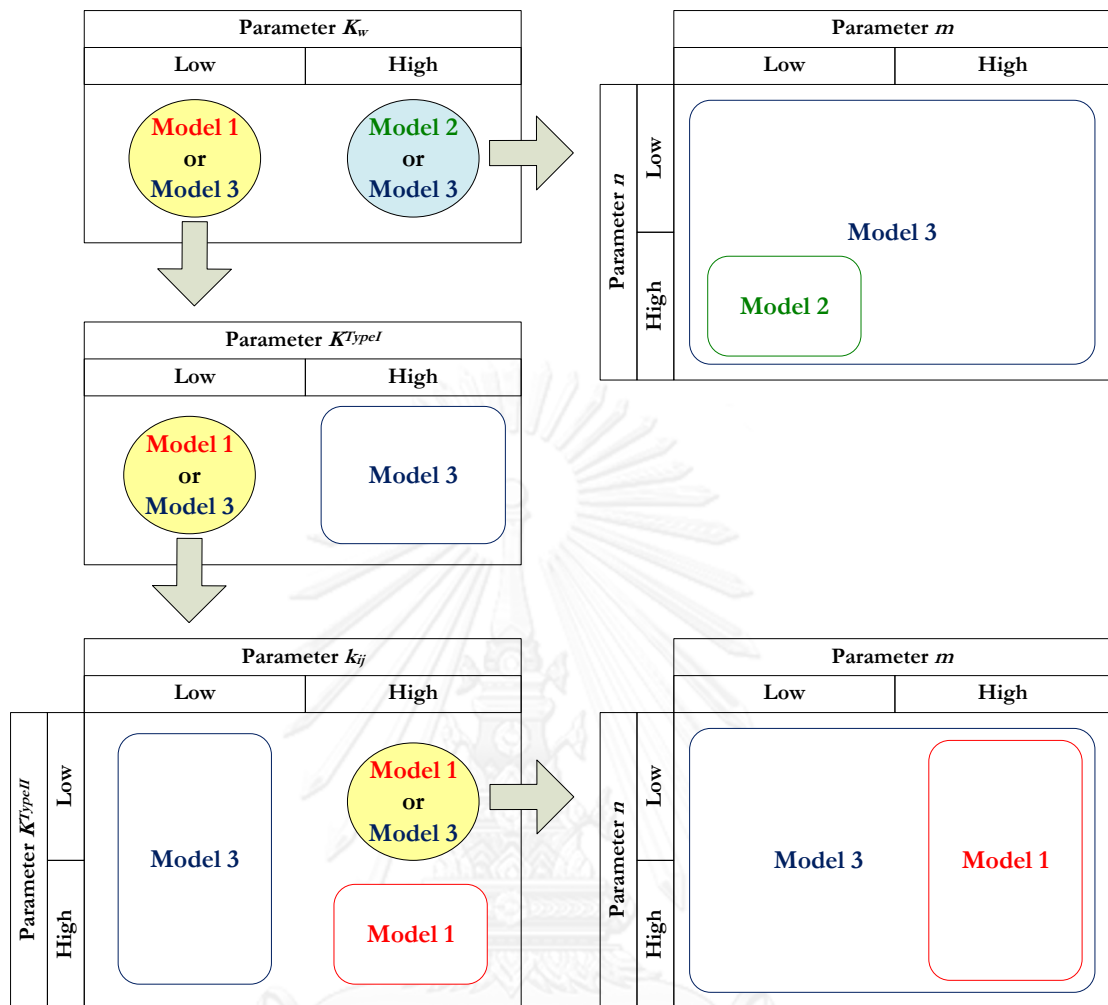 Parameter Kw
Low High
Model 1
or
Model 3
Model 2
or
Model 3
Parameter m
Low High
Parameter n
Low
High
Model 3
Model 2
Parameter K^TypeI
Low High
Model 1
or
Model 3
Model 3
Parameter kij
Low High
Parameter K^TypeII
Low
High
Model 3
Model 1
or
Model 3
Model 1
Parameter m
Low High
Parameter n
Low
High
Model 3
Model 1